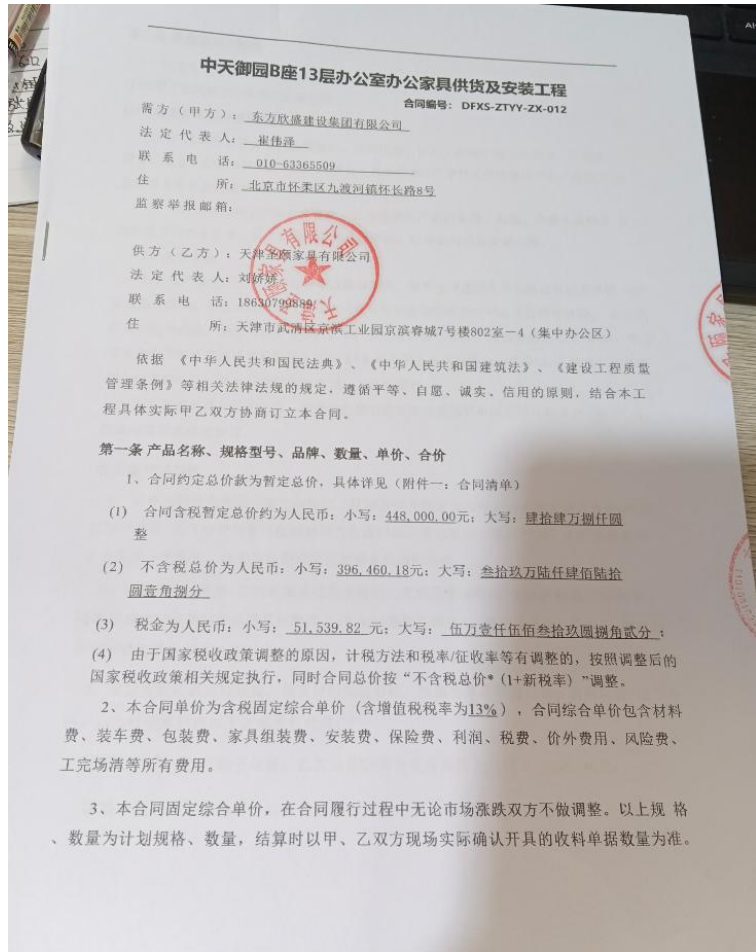 中天御园B座13层办公室办公家具供货及安装工程
合同编号： DFXS-ZTYY-ZX-012
需方（甲方）：东方欣盛建设集团有限公司
法定代表人：崔伟泽
联系电话：010-63365509
住所：北京市怀柔区九渡河镇怀长路8号
监察举报邮箱：
供方（乙方）：天津圣颐家具有限公司
法定代表人：刘娇娇
联系电话：18630799889
住所：天津市武清区京滨工业园京滨睿城7号楼802室－4（集中办公区）
依据 《中华人民共和国民法典》、《中华人民共和国建筑法》、《建设工程质量
管理条例》等相关法律法规的规定，遵循平等、自愿、诚实、信用的原则，结合本工
程具体实际甲乙双方协商订立本合同。
第一条 产品名称、规格型号、品牌、数量、单价、合价
1、合同约定总价款为暂定总价，具体详见（附件一：合同清单）
(1) 合同含税暂定总价约为人民币：小写：448,000.00元；大写：肆拾肆万捌仟圆
整
(2) 不含税总价为人民币：小写：396,460.18元；大写：叁拾玖万陆仟肆佰陆拾
圆壹角捌分
(3) 税金为人民币：小写： 51,539.82 元；大写： 伍万壹仟伍佰叁拾玖圆捌角贰分 ；
(4) 由于国家税收政策调整的原因，计税方法和税率/征收率等有调整的，按照调整后的
国家税收政策相关规定执行，同时合同总价按“不含税总价*（1+新税率）”调整。
2、本合同单价为含税固定综合单价（含增值税税率为13%），合同综合单价包含材料
费、装车费、包装费、家具组装费、安装费、保险费、利润、税费、价外费用、风险费、
工完场清等所有费用。
3、本合同固定综合单价，在合同履行过程中无论市场涨跌双方不做调整。以上规 格
、数量为计划规格、数量，结算时以甲、乙双方现场实际确认开具的收料单据数量为准。